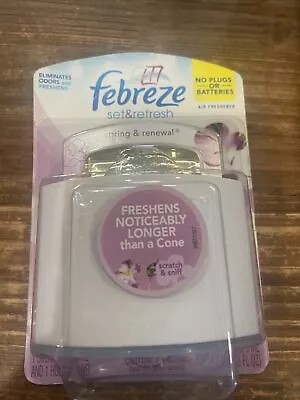 ELIMINATES
ODORS and
FRESHENS
febreze
set&refresh
NO PLUGS
OR
BATTERIES
AIR FRESHENER
spring & renewal®
FRESHENS
NOTICEABLY
LONGER
than a Cone
scratch
& sniff